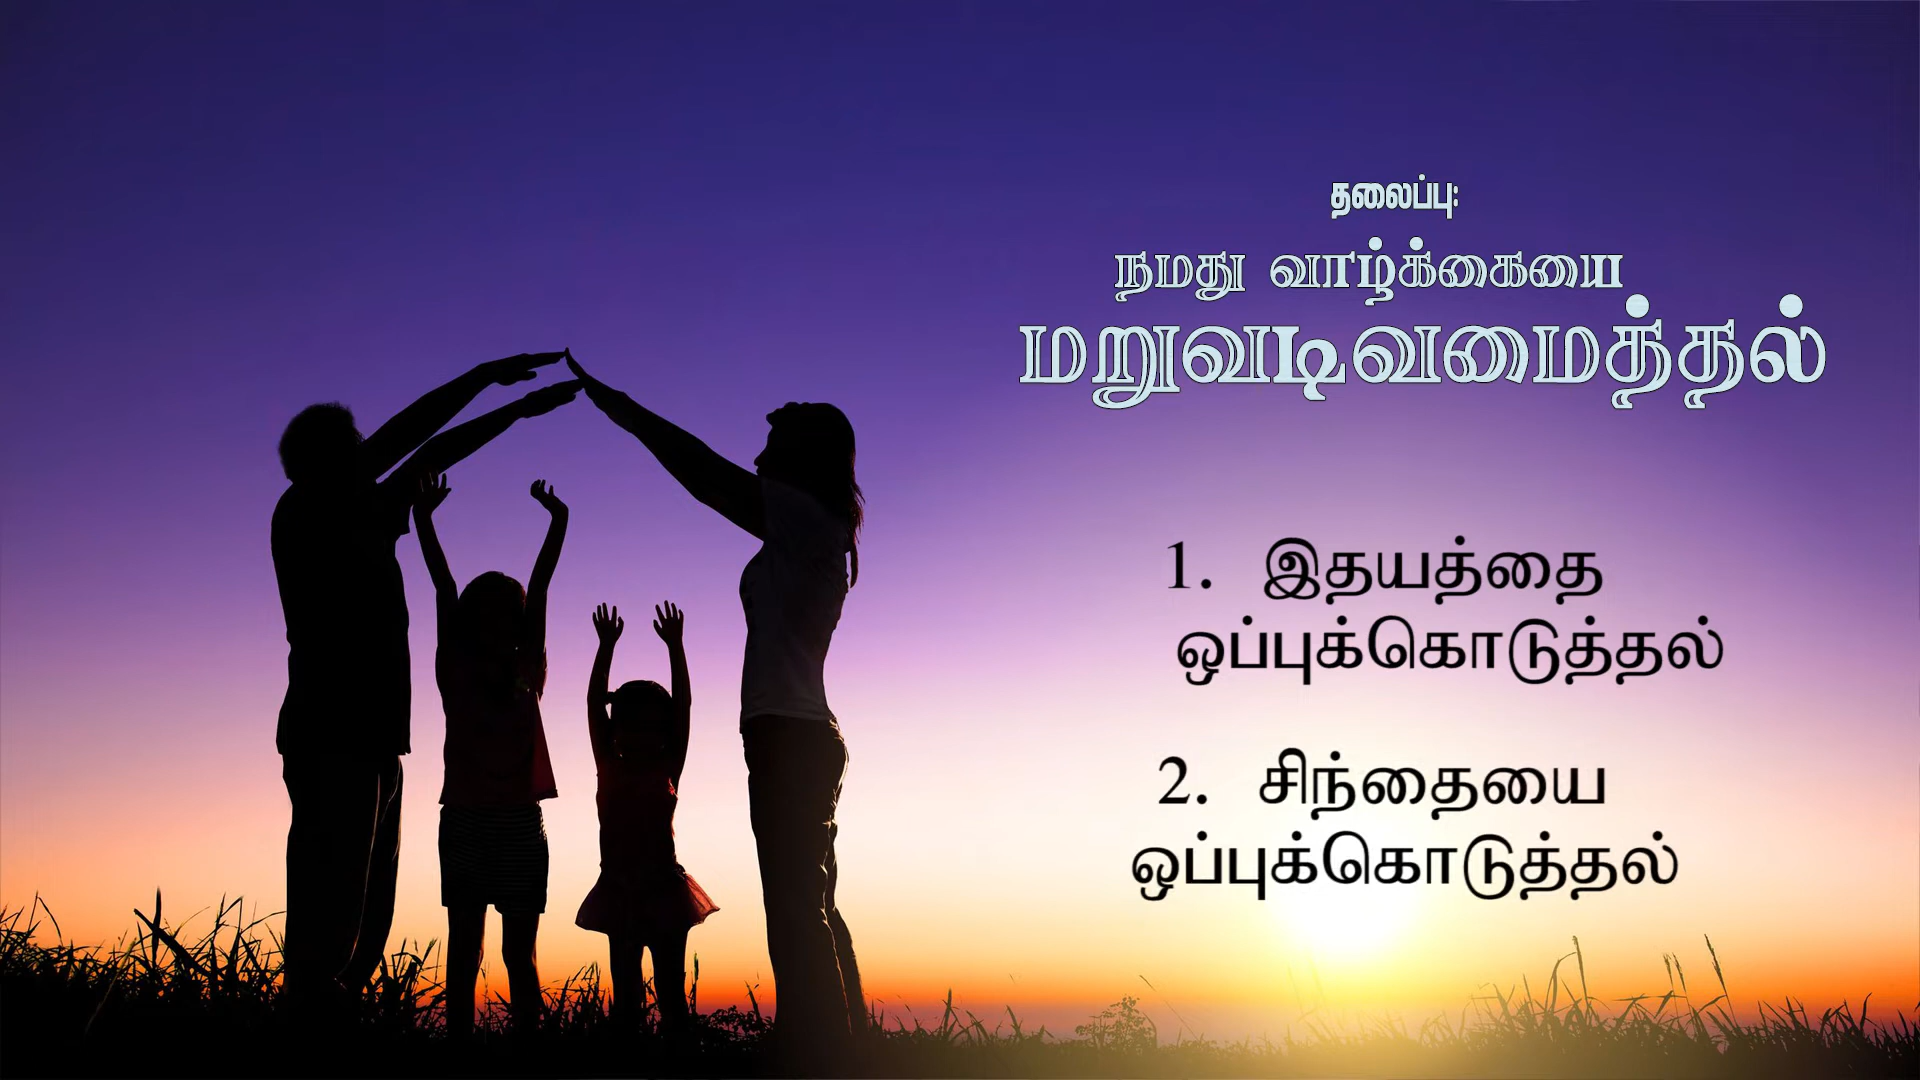 தலைப்பு:
நமது வாழ்க்கையை
மறுவடிவமைத்தல்
1. இதயத்தை
ஒப்புக்கொடுத்தல்
2. சிந்தையை
ஒப்புக்கொடுத்தல்